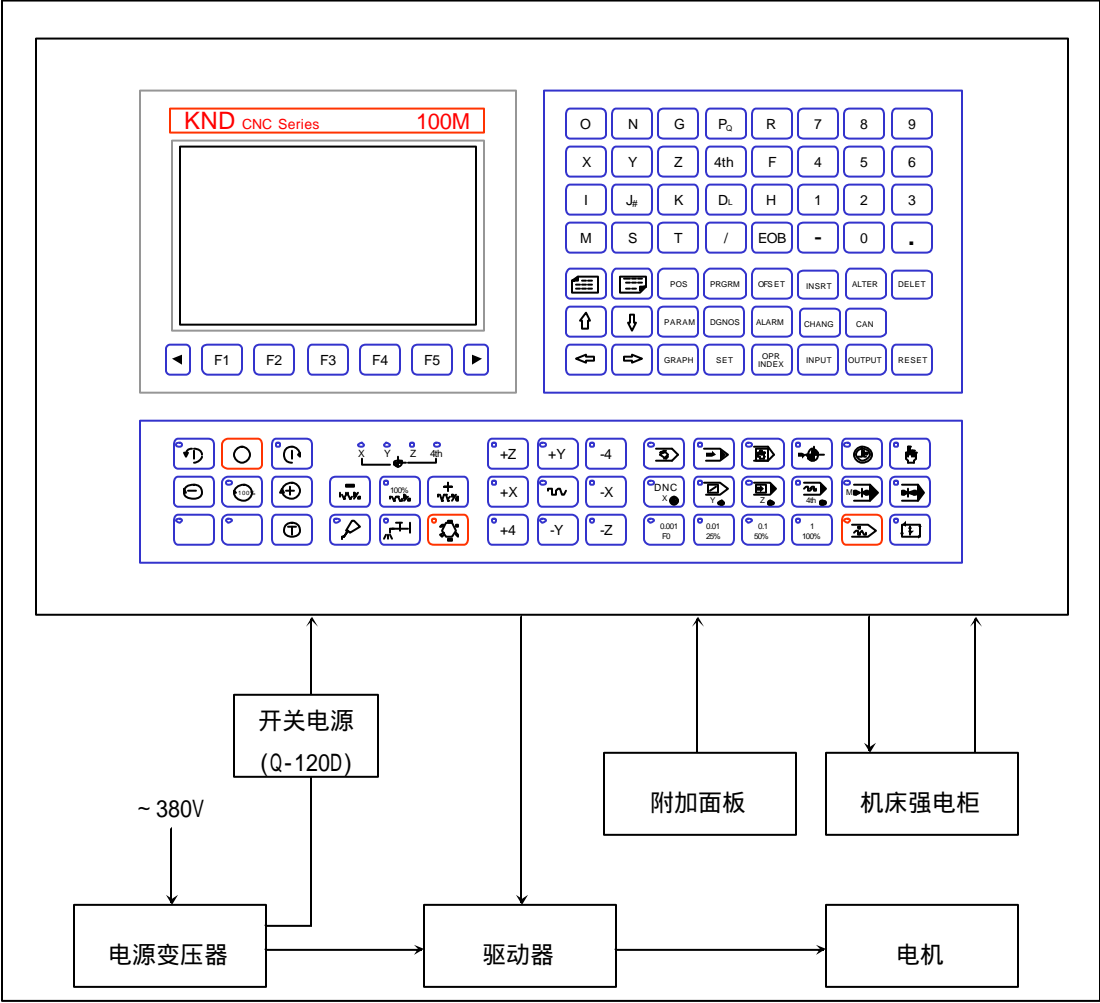 KND CNC Series 100M
O N G PQ R 7 8 9
X Y Z 4th F 4 5 6
I J# K DL H 1 2 3
M S T / EOB - 0 .
POS PRGRM OFSET INSRT ALTER DELET
PARAM DGNOS ALARM CHANG CAN
GRAPH SET OPR INDEX INPUT OUTPUT RESET
F1 F2 F3 F4 F5
X Y Z 4th
+Z +Y -4
100%
100%
+X -X
DNC X Y Z 4th M
+4 -Y -Z
0.001 0.01 0.1 1
F0 25% 50% 100%
开关电源
(Q-120D)
附加面板
机床强电柜
~380V
电源变压器
驱动器
电机